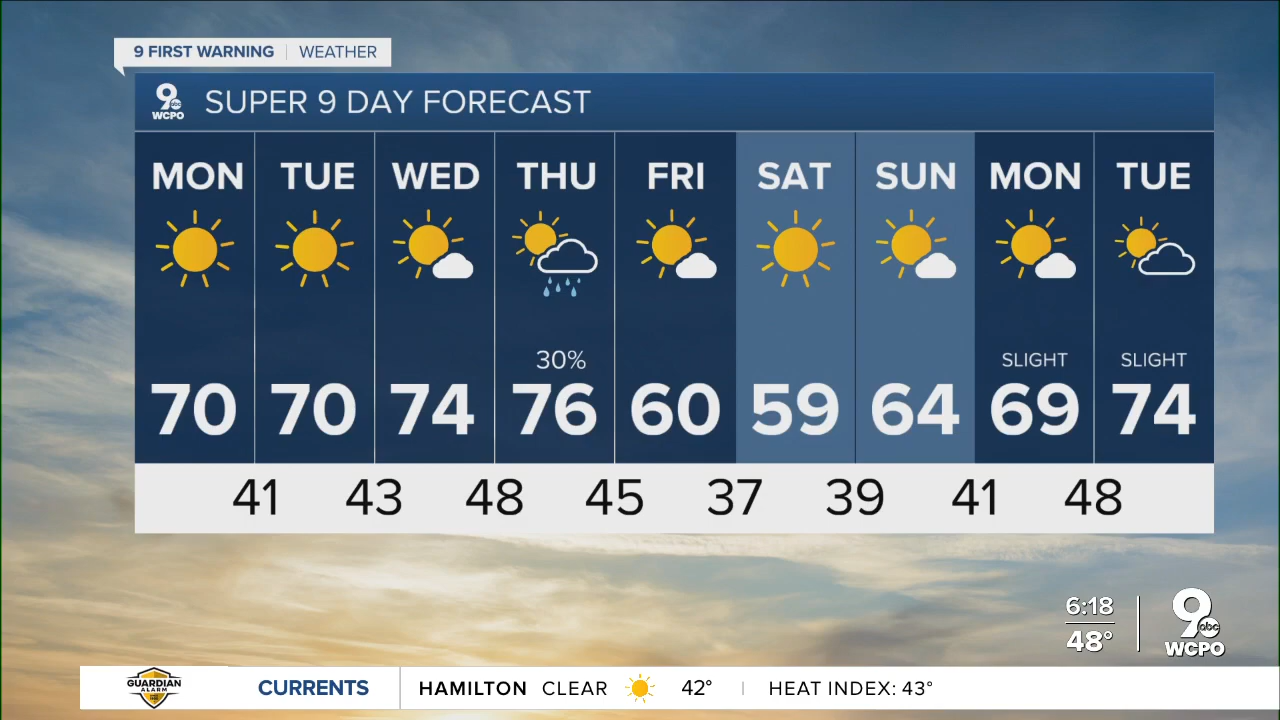 9 FIRST WARNING | WEATHER
9 abc WCPO SUPER 9 DAY FORECAST
MON TUE WED THU FRI SAT SUN MON TUE
30% SLIGHT SLIGHT
70 70 74 76 60 59 64 69 74
41 43 48 45 37 39 41 48
6:18
48°
9 abc
WCPO
GUARDIAN
ALARM
CURRENTS
HAMILTON CLEAR 42° | HEAT INDEX: 43°